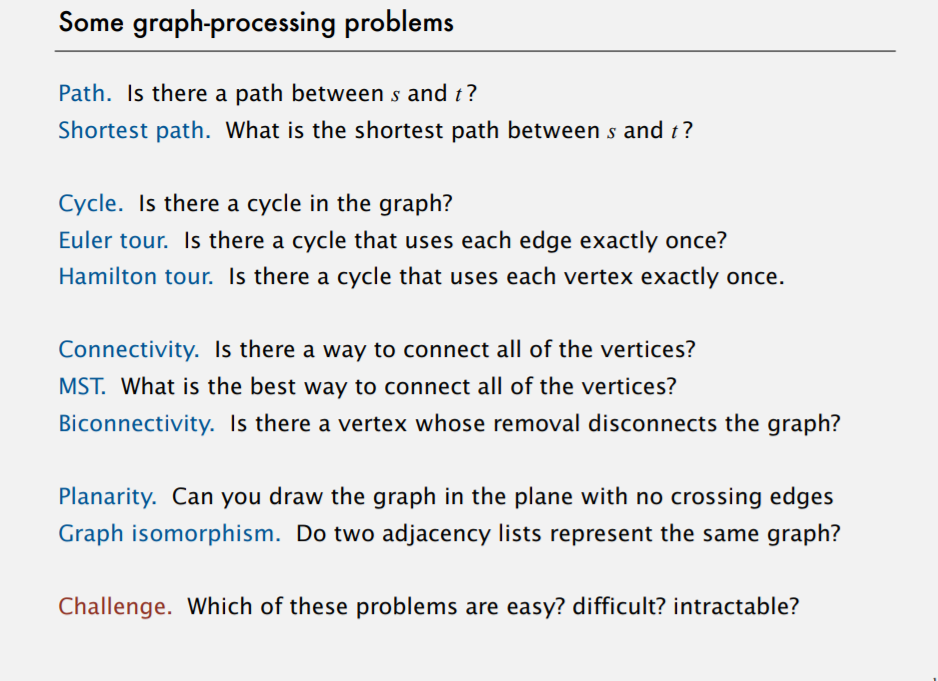 Some graph-processing problems
Path. Is there a path between s and t ?
Shortest path. What is the shortest path between s and t ?
Cycle. Is there a cycle in the graph?
Euler tour. Is there a cycle that uses each edge exactly once?
Hamilton tour. Is there a cycle that uses each vertex exactly once.
Connectivity. Is there a way to connect all of the vertices?
MST. What is the best way to connect all of the vertices?
Biconnectivity. Is there a vertex whose removal disconnects the graph?
Planarity. Can you draw the graph in the plane with no crossing edges
Graph isomorphism. Do two adjacency lists represent the same graph?
Challenge. Which of these problems are easy? difficult? intractable?